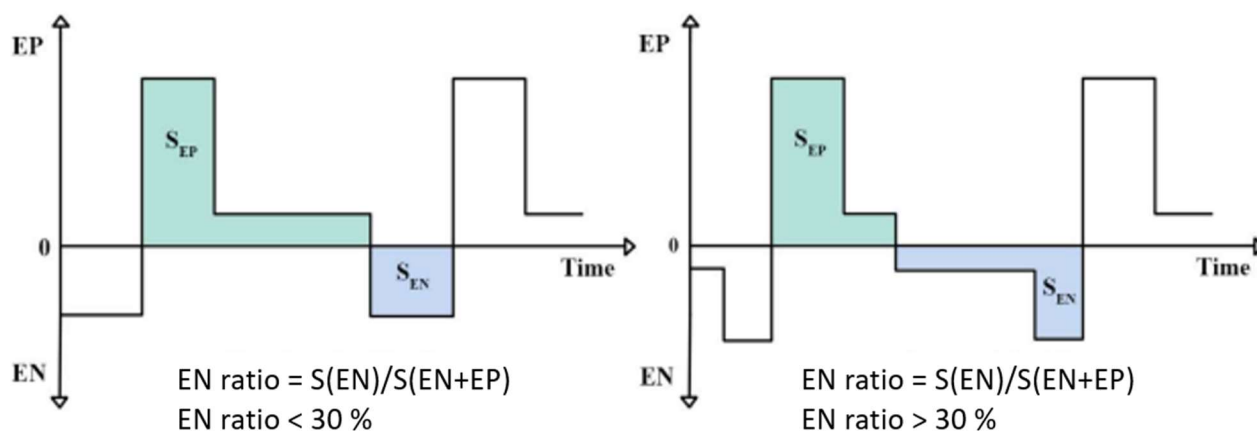 EP
S_EP
0
Time
S_EN
EN
EN ratio = S(EN)/S(EN+EP)
EN ratio < 30 %
EP
S_EP
0
Time
S_EN
EN
EN ratio = S(EN)/S(EN+EP)
EN ratio > 30 %